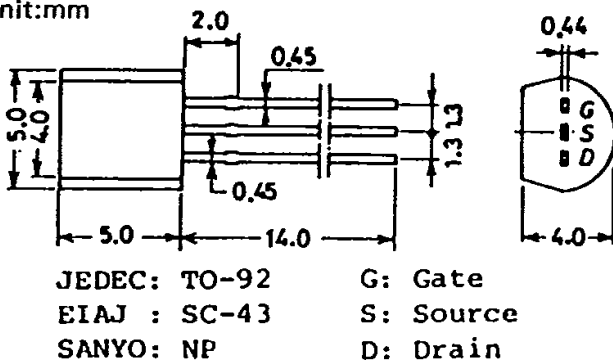 nit:mm
2.0
0.44
0.45
5.0
4.0
1.3
1.3
G
S
D
0.45
5.0
14.0
4.0
JEDEC: TO-92
EIAJ : SC-43
SANYO: NP
G: Gate
S: Source
D: Drain